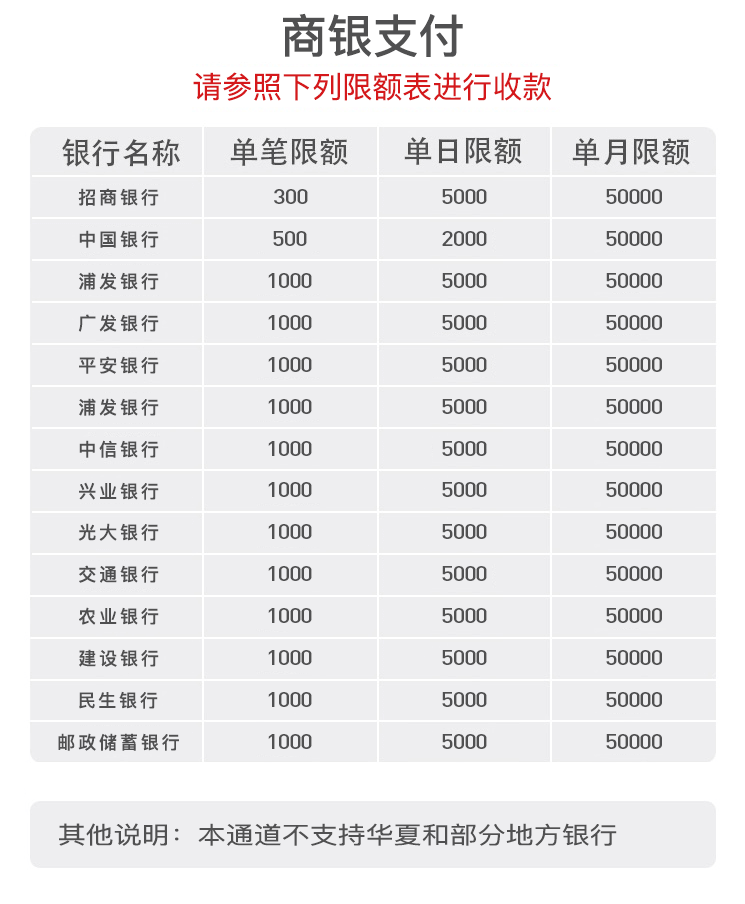 商银支付
请参照下列限额表进行收款
银行名称 单笔限额 单日限额 单月限额
招商银行 300 5000 50000
中国银行 500 2000 50000
浦发银行 1000 5000 50000
广发银行 1000 5000 50000
平安银行 1000 5000 50000
浦发银行 1000 5000 50000
中信银行 1000 5000 50000
兴业银行 1000 5000 50000
光大银行 1000 5000 50000
交通银行 1000 5000 50000
农业银行 1000 5000 50000
建设银行 1000 5000 50000
民生银行 1000 5000 50000
邮政储蓄银行 1000 5000 50000
其他说明：本通道不支持华夏和部分地方银行